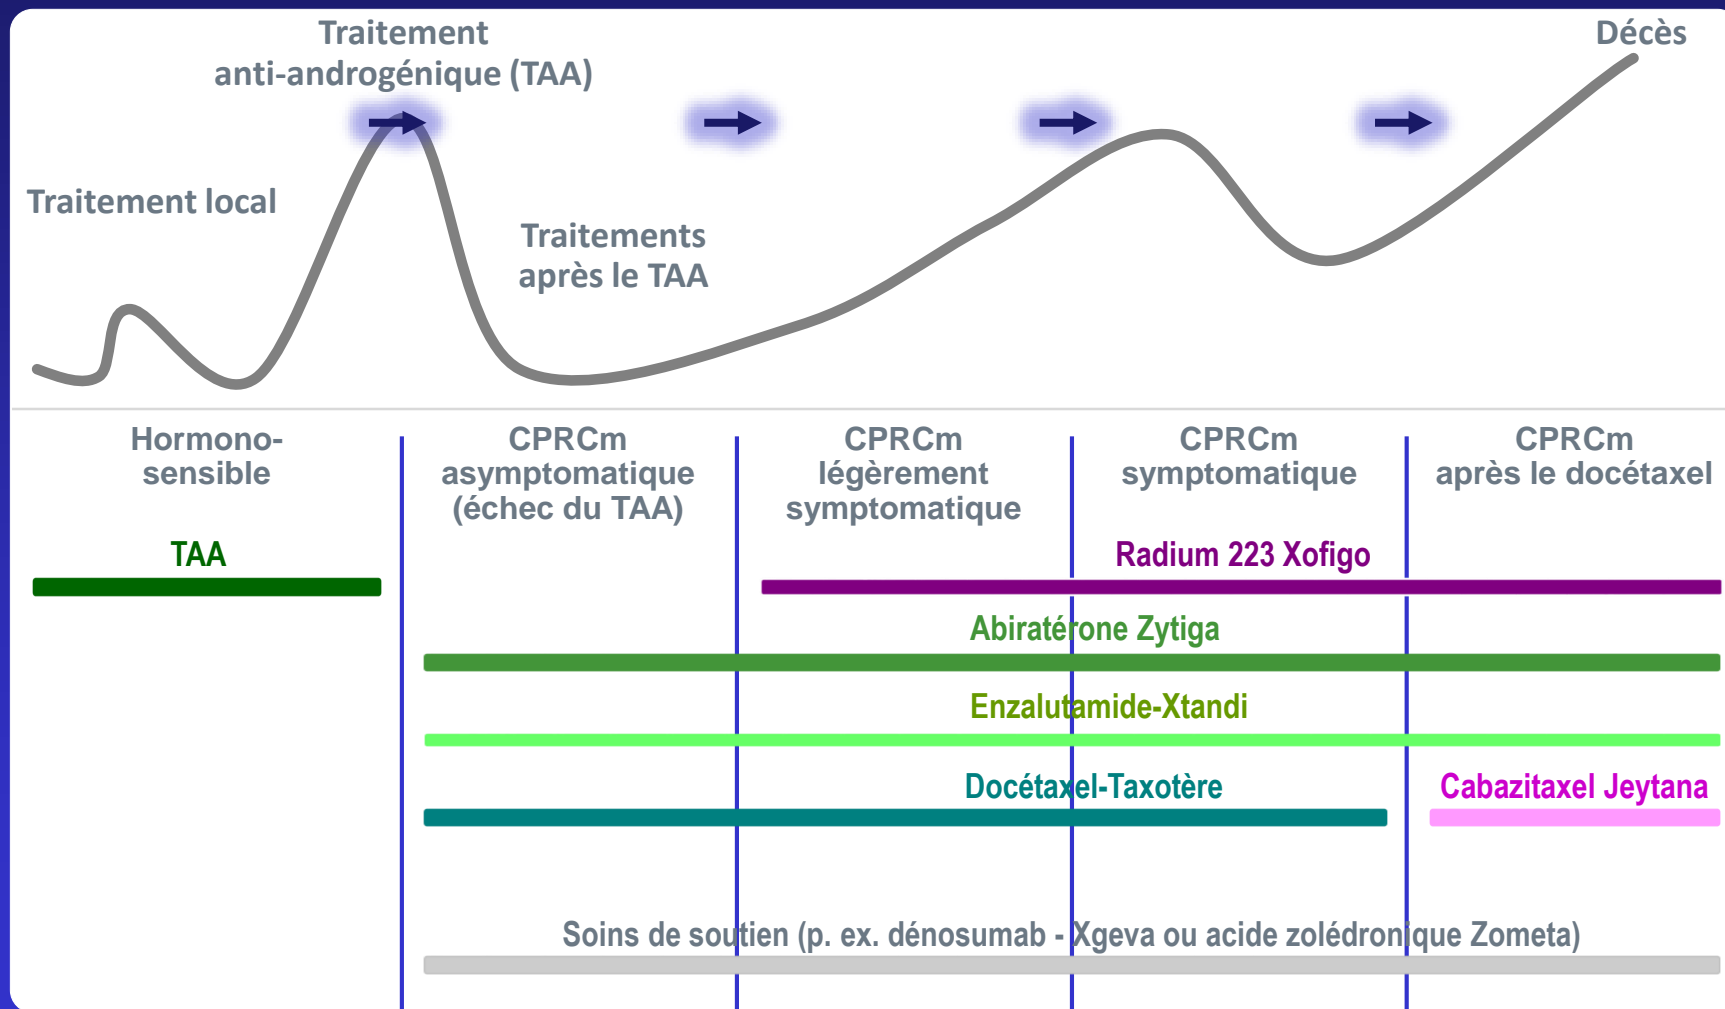 Traitement
anti-androgénique (TAA)
Décès
Traitement local
Traitements
après le TAA
Hormono-
sensible
CPRCm
asymptomatique
(échec du TAA)
CPRCm
légèrement
symptomatique
CPRCm
symptomatique
CPRCm
après le docétaxel
TAA
Radium 223 Xofigo
Abiratérone Zytiga
Enzalutamide-Xtandi
Docétaxel-Taxotère
Cabazitaxel Jeytana
Soins de soutien (p. ex. dénosumab - Xgeva ou acide zolédronique Zometa)